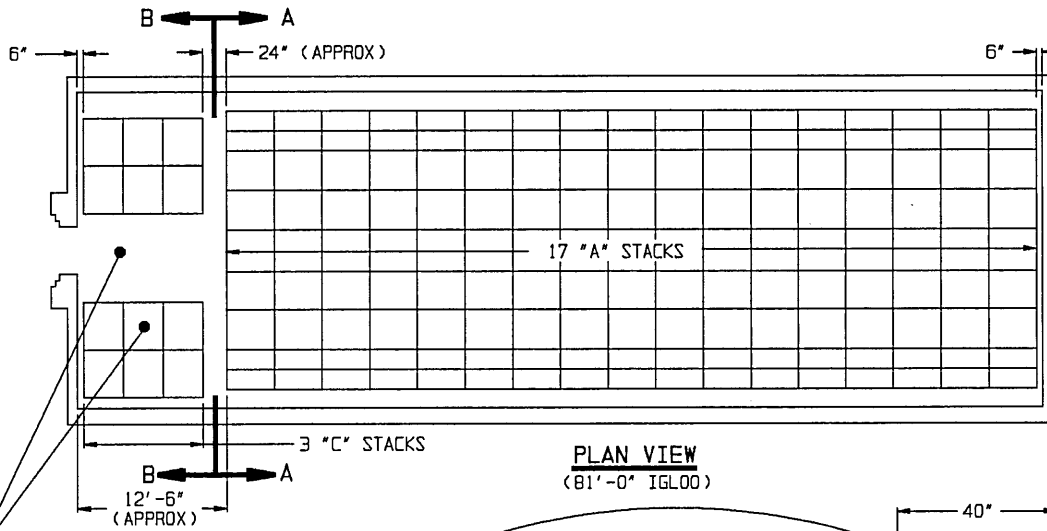 B A
6" 24" (APPROX) 6"
17 "A" STACKS
3 "C" STACKS
B A
PLAN VIEW
(81'-0" IGLOO)
12'-6"
(APPROX)
40"